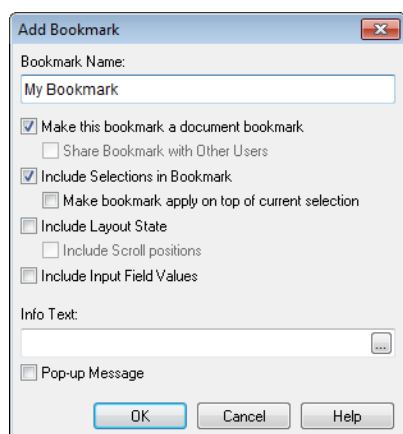 Add Bookmark
Bookmark Name:
My Bookmark
Make this bookmark a document bookmark
Share Bookmark with Other Users
Include Selections in Bookmark
Make bookmark apply on top of current selection
Include Layout State
Include Scroll positions
Include Input Field Values
Info Text:
...
Pop-up Message
OK Cancel Help